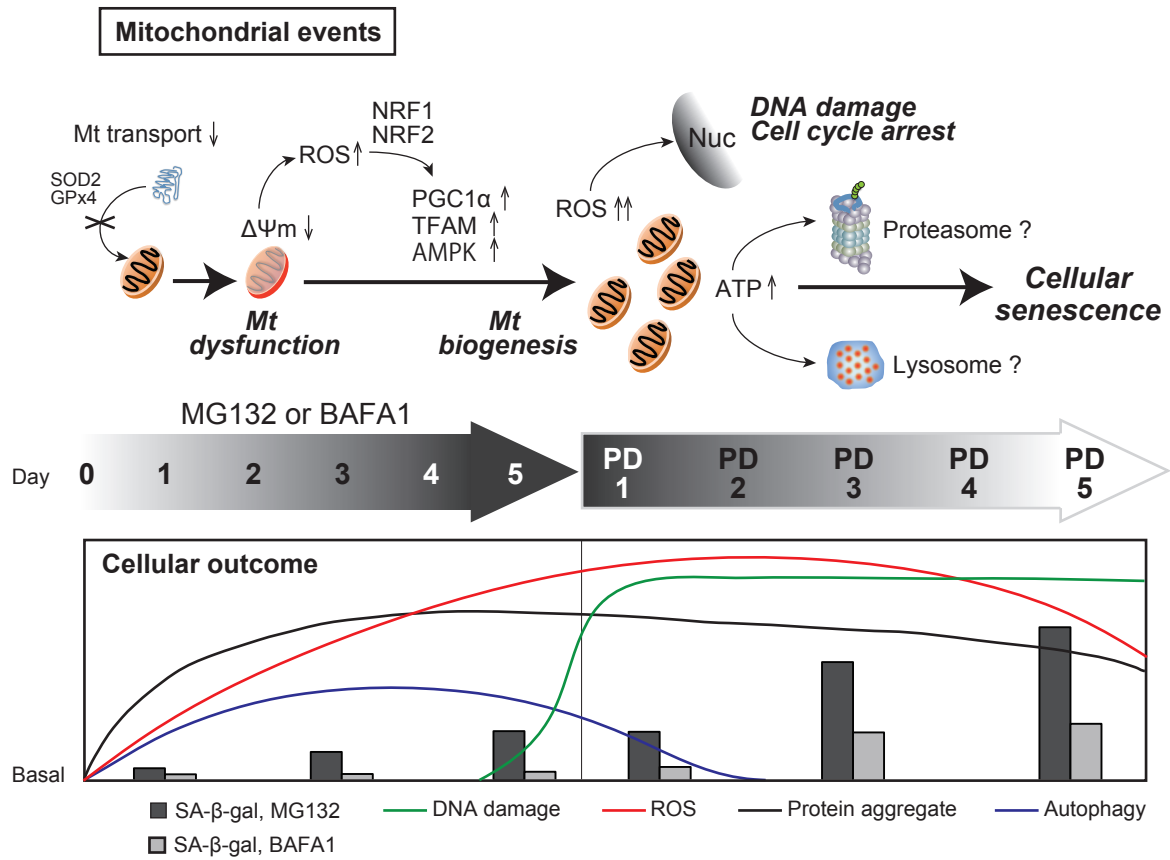 Mitochondrial events
Mt transport ↓
SOD2
GPx4
ΔΨm ↓
ROS ↑
NRF1
NRF2
PGC1α ↑
TFAM ↑
AMPK ↑
ROS ↑↑
Nuc
DNA damage
Cell cycle arrest
ATP ↑
Proteasome ?
Lysosome ?
Mt
dysfunction
Mt
biogenesis
Cellular
senescence
MG132 or BAFA1
Day 0 1 2 3 4 5 PD 1 PD 2 PD 3 PD 4 PD 5
Cellular outcome
Basal
SA-β-gal, MG132 DNA damage ROS Protein aggregate Autophagy
SA-β-gal, BAFA1